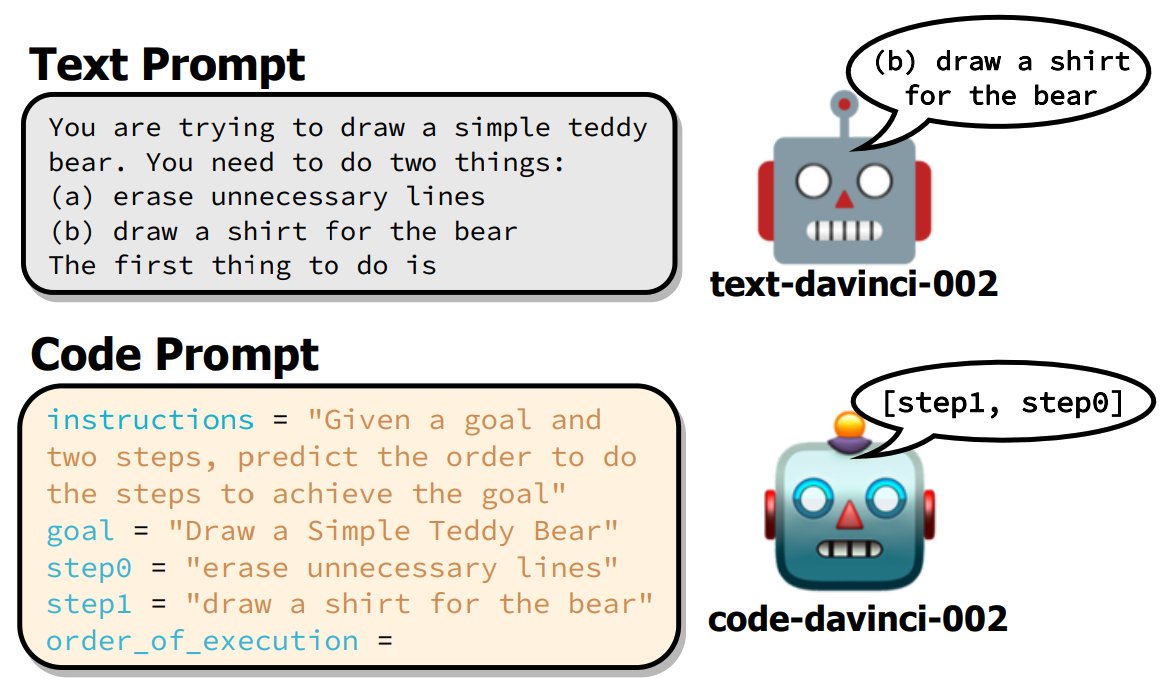 Text Prompt
You are trying to draw a simple teddy
bear. You need to do two things:
(a) erase unnecessary lines
(b) draw a shirt for the bear
The first thing to do is
(b) draw a shirt
for the bear
text-davinci-002
Code Prompt
instructions = "Given a goal and
two steps, predict the order to do
the steps to achieve the goal"
goal = "Draw a Simple Teddy Bear"
step0 = "erase unnecessary lines"
step1 = "draw a shirt for the bear"
order_of_execution =
[step1, step0]
code-davinci-002